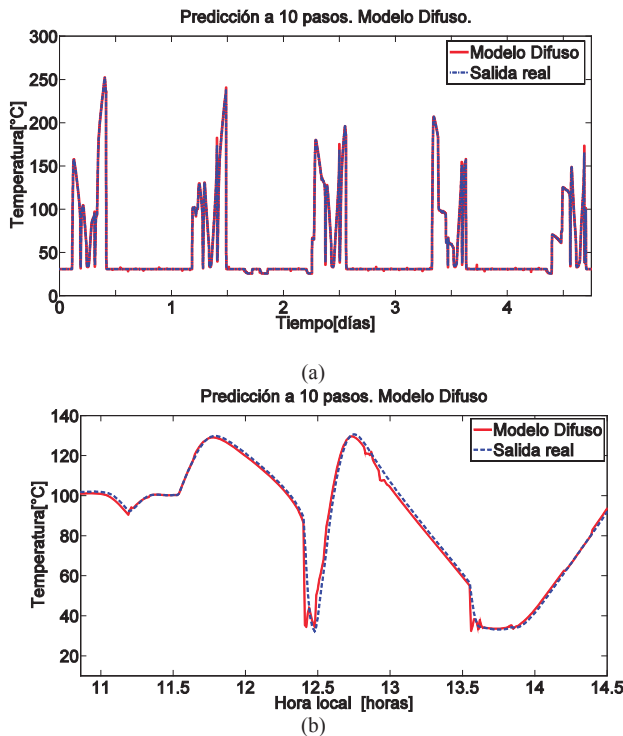 Predicción a 10 pasos. Modelo Difuso.
300
250
200
150
100
50
0
Temperatura[°C]
Modelo Difuso
Salida real
0 1 2 3 4
Tiempo[días]
(a)
Predicción a 10 pasos. Modelo Difuso
140
120
100
80
60
40
20
Temperatura[°C]
Modelo Difuso
Salida real
11 11.5 12 12.5 13 13.5 14 14.5
Hora local [horas]
(b)